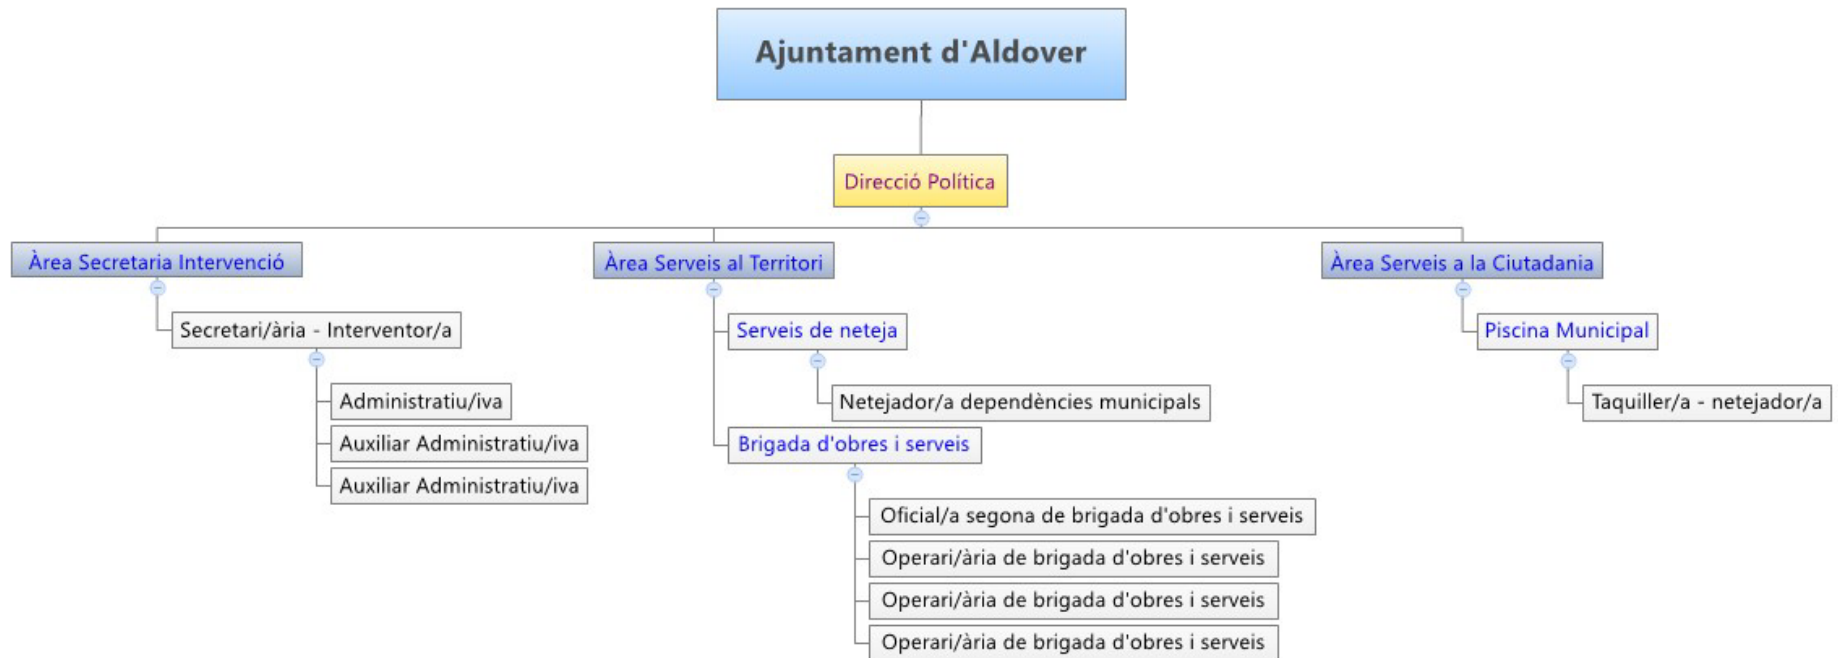 Ajuntament d'Aldover
Direcció Política
Àrea Secretaria Intervenció
Secretari/ària - Interventor/a
Administratiu/iva
Auxiliar Administratiu/iva
Auxiliar Administratiu/iva
Àrea Serveis al Territori
Serveis de neteja
Netejador/a dependències municipals
Brigada d'obres i serveis
Oficial/a segona de brigada d'obres i serveis
Operari/ària de brigada d'obres i serveis
Operari/ària de brigada d'obres i serveis
Operari/ària de brigada d'obres i serveis
Àrea Serveis a la Ciutadania
Piscina Municipal
Taquiller/a - netejador/a